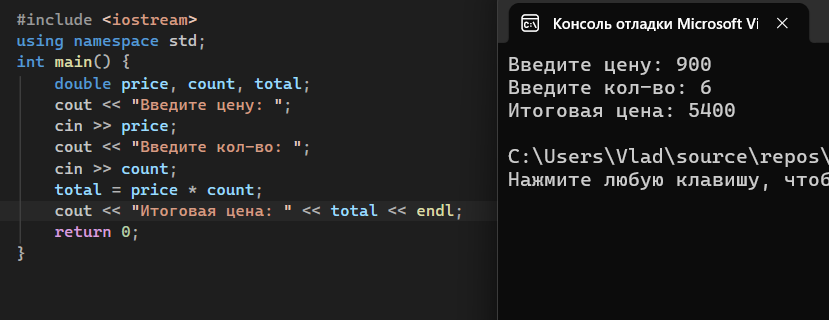 #include <iostream>
using namespace std;
int main() {
    double price, count, total;
    cout << "Введите цену: ";
    cin >> price;
    cout << "Введите кол-во: ";
    cin >> count;
    total = price * count;
    cout << "Итоговая цена: " << total << endl;
    return 0;
}
Консоль отладки Microsoft Vi
Введите цену: 900
Введите кол-во: 6
Итоговая цена: 5400
C:\Users\Vlad\source\repos\
Нажмите любую клавишу, чтоб